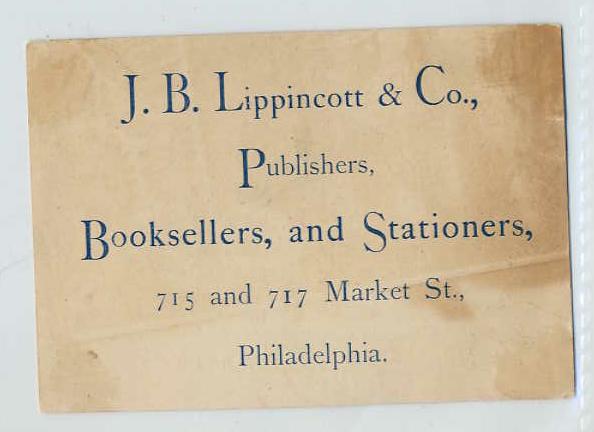 J. B. Lippincott & Co.,
Publishers,
Booksellers, and Stationers,
715 and 717 Market St.,
Philadelphia.